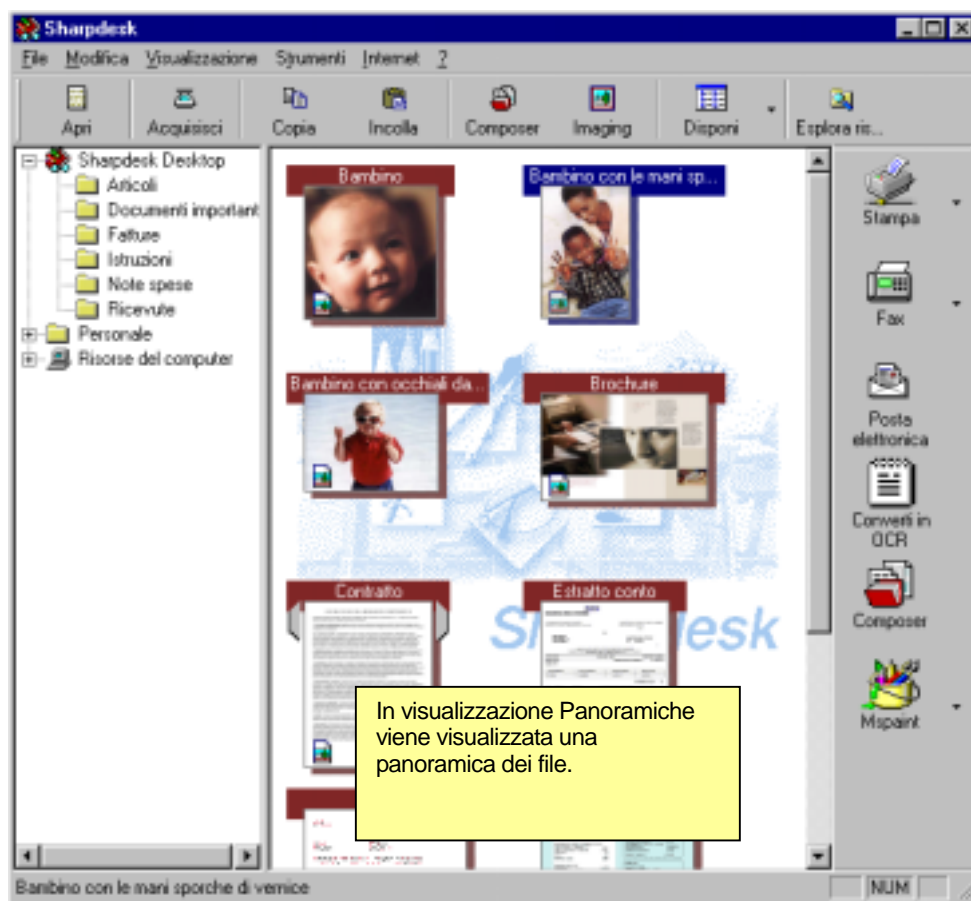 Sharpdesk
File Modifica Visualizzazione Strumenti Internet ?
Apri Acquisisci Copia Incolla Composer Imaging Disponi Esplora ris...
Sharpdesk Desktop
Articoli
Documenti important
Fatture
Istruzioni
Note spese
Ricevute
Personale
Risorse del computer
Bambino
Bambino con le mani sp...
Bambino con occhiali da...
Brochure
Contratto
Estratto conto
In visualizzazione Panoramiche
viene visualizzata una
panoramica dei file.
Stampa
Fax
Posta
elettronica
Converti in
OCR
Composer
Mspaint
Bambino con le mani sporche di vernice
NUM